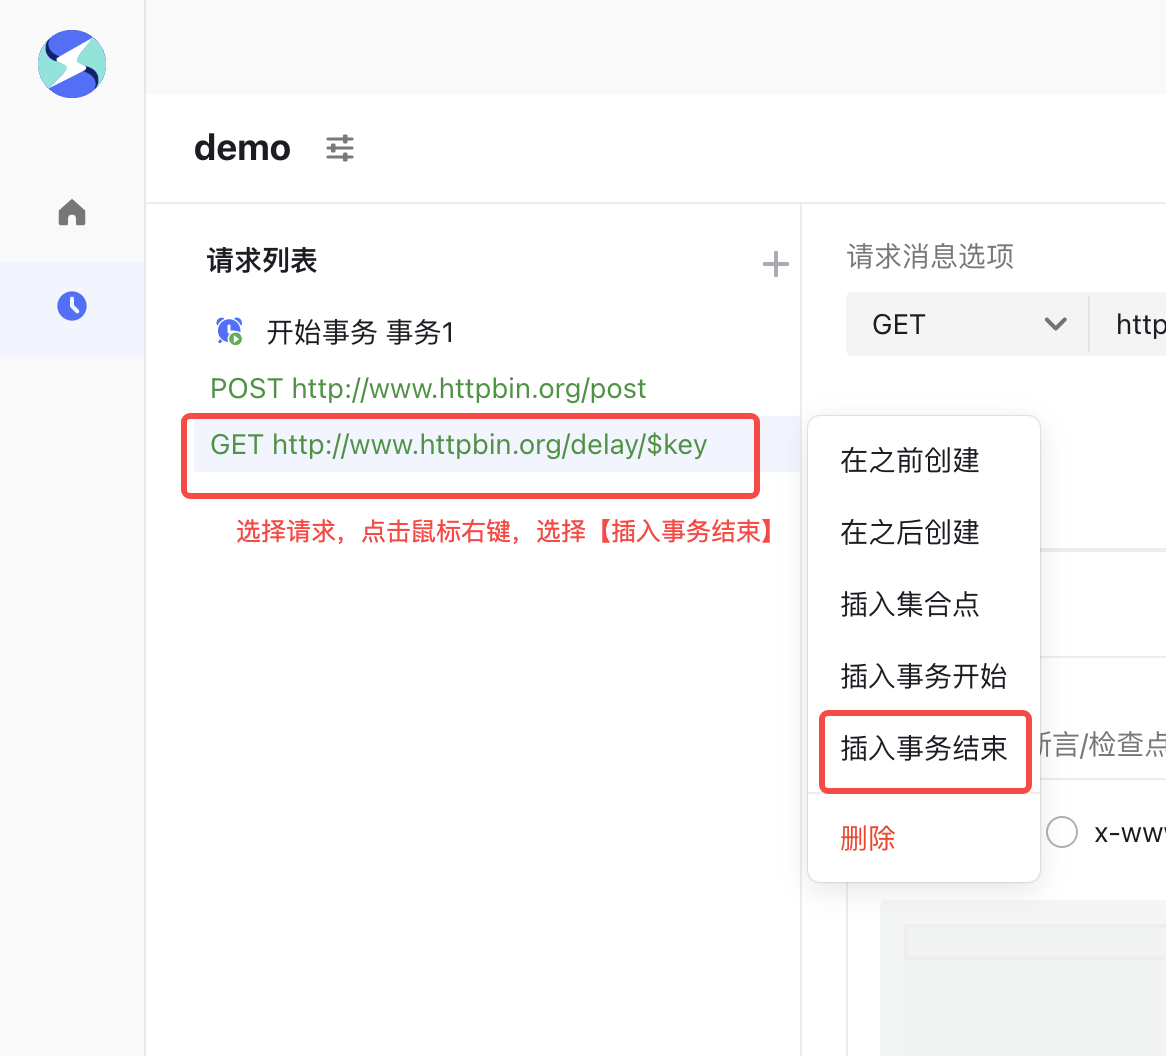 demo
请求列表
开始事务 事务1
POST http://www.httpbin.org/post
GET http://www.httpbin.org/delay/$key
选择请求，点击鼠标右键，选择【插入事务结束】
请求消息选项
GET
http
在之前创建
在之后创建
插入集合点
插入事务开始
插入事务结束
删除
言/检查点
x-ww